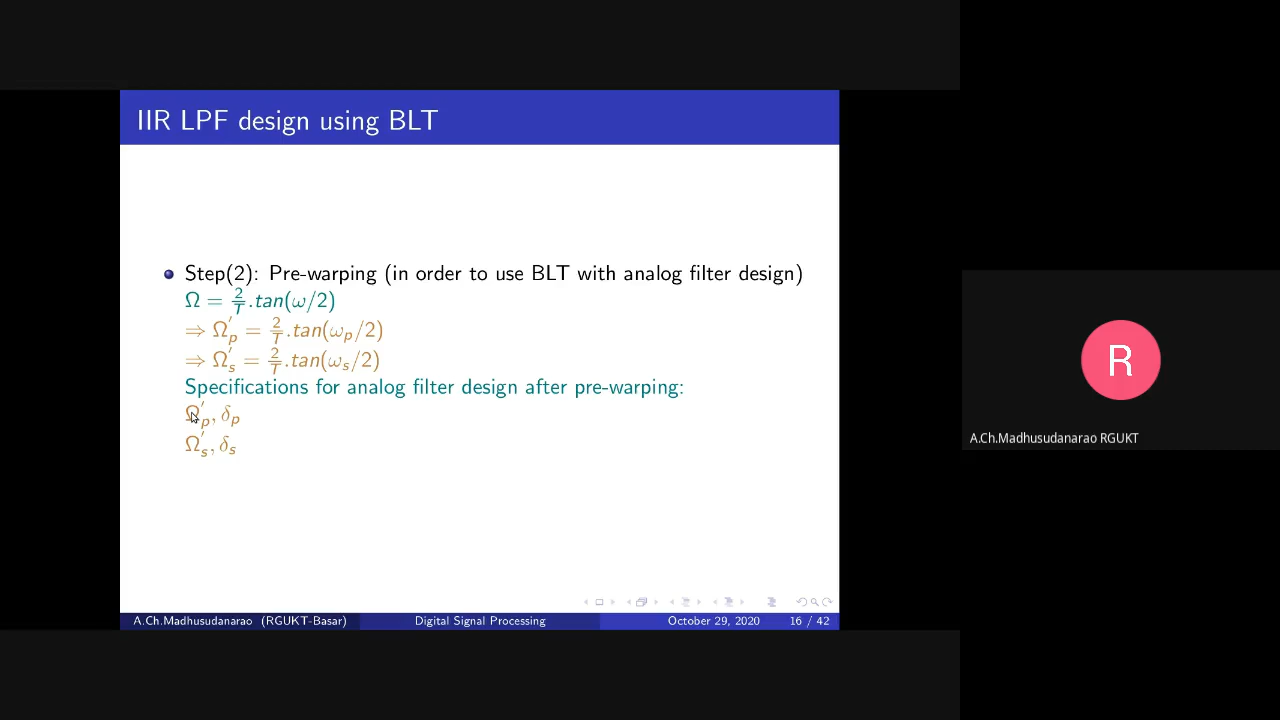 IIR LPF design using BLT
Step(2): Pre-warping (in order to use BLT with analog filter design)
Ω = 2/T .tan(ω/2)
⇒ Ω′p = 2/T .tan(ωp/2)
⇒ Ω′s = 2/T .tan(ωs/2)
Specifications for analog filter design after pre-warping:
Ω′p, δp
Ω′s, δs
R
A.Ch.Madhusudanarao RGUKT
A.Ch.Madhusudanarao (RGUKT-Basar) Digital Signal Processing October 29, 2020 16 / 42